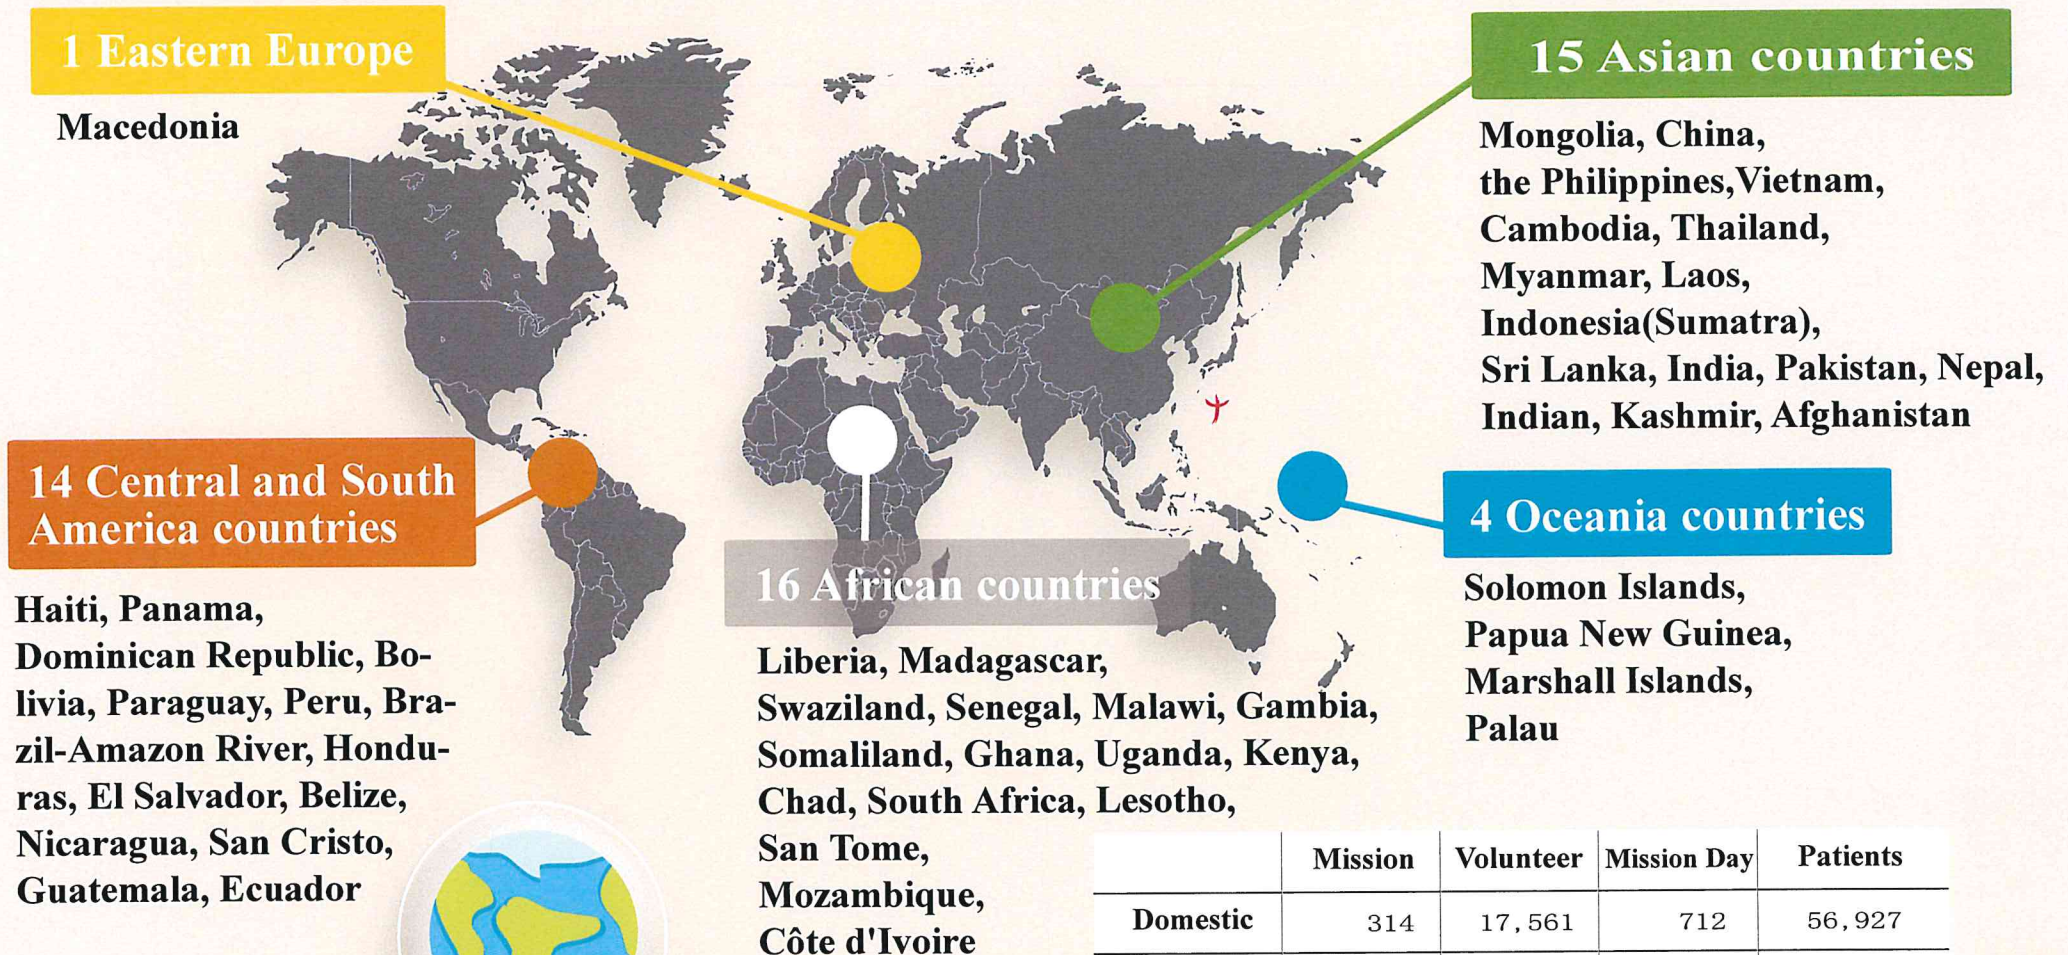 1 Eastern Europe
Macedonia
15 Asian countries
Mongolia, China,
the Philippines,Vietnam,
Cambodia, Thailand,
Myanmar, Laos,
Indonesia(Sumatra),
Sri Lanka, India, Pakistan, Nepal,
Indian, Kashmir, Afghanistan
14 Central and South
America countries
Haiti, Panama,
Dominican Republic, Bo-
livia, Paraguay, Peru, Bra-
zil-Amazon River, Hondu-
ras, El Salvador, Belize,
Nicaragua, San Cristo,
Guatemala, Ecuador
16 African countries
Liberia, Madagascar,
Swaziland, Senegal, Malawi, Gambia,
Somaliland, Ghana, Uganda, Kenya,
Chad, South Africa, Lesotho,
San Tome,
Mozambique,
Côte d'Ivoire
4 Oceania countries
Solomon Islands,
Papua New Guinea,
Marshall Islands,
Palau
Mission Volunteer Mission Day Patients
Domestic 314 17,561 712 56,927